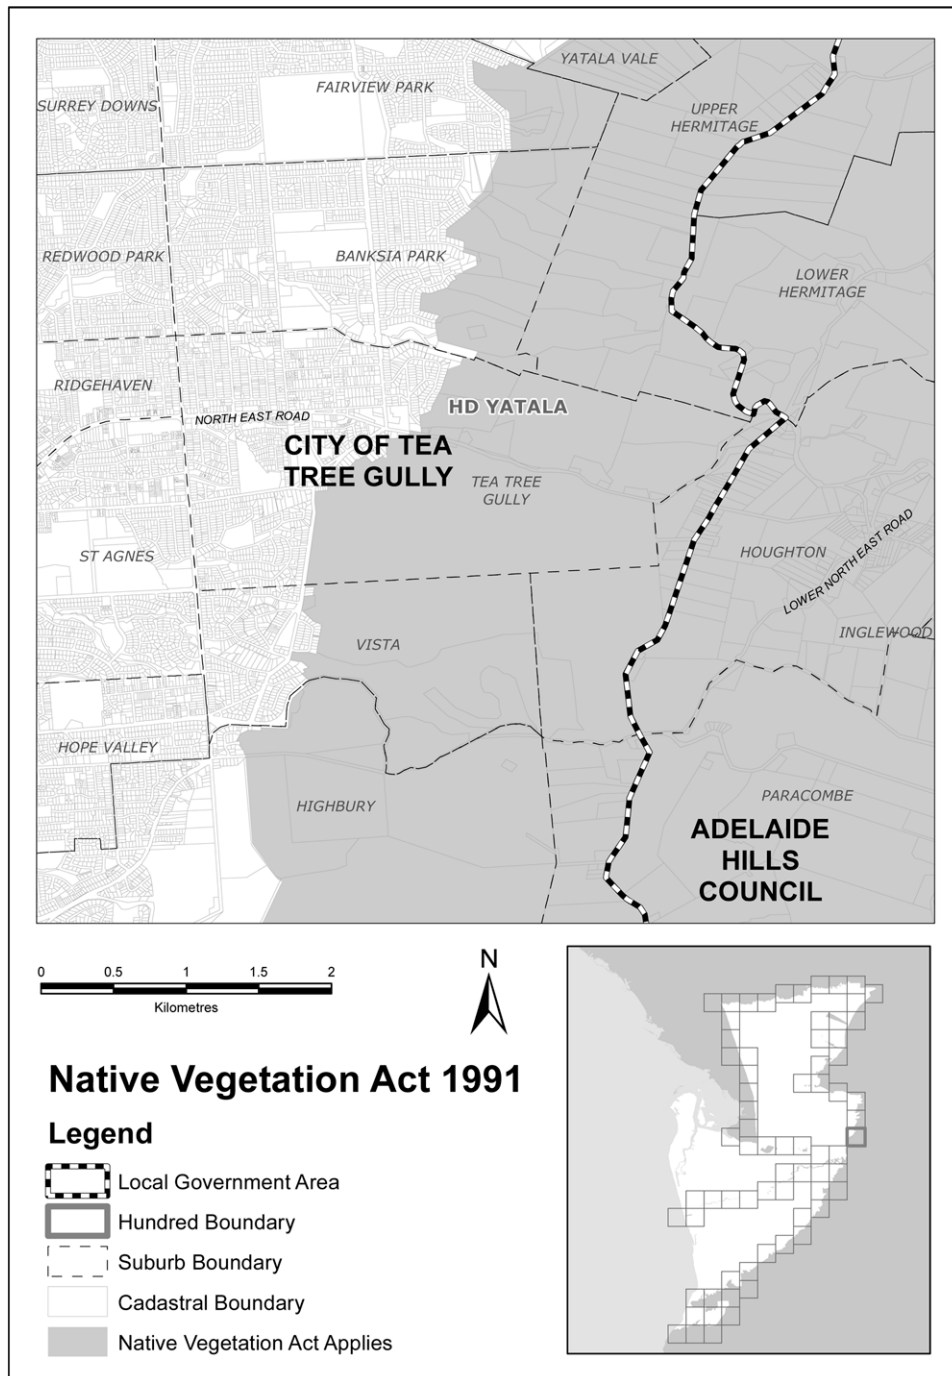 YATALA VALE
FAIRVIEW PARK
SURREY DOWNS
UPPER
HERMITAGE
REDWOOD PARK
BANKSIA PARK
LOWER
HERMITAGE
RIDGEHAVEN
NORTH EAST ROAD
HD YATALA
CITY OF TEA
TREE GULLY
TEA TREE
GULLY
ST AGNES
HOUGHTON
LOWER NORTH EAST ROAD
INGLEWOOD
VISTA
HOPE VALLEY
HIGHBURY
PARACOMBE
ADELAIDE
HILLS
COUNCIL
0 0.5 1 1.5 2
Kilometres
N
Native Vegetation Act 1991
Legend
Local Government Area
Hundred Boundary
Suburb Boundary
Cadastral Boundary
Native Vegetation Act Applies